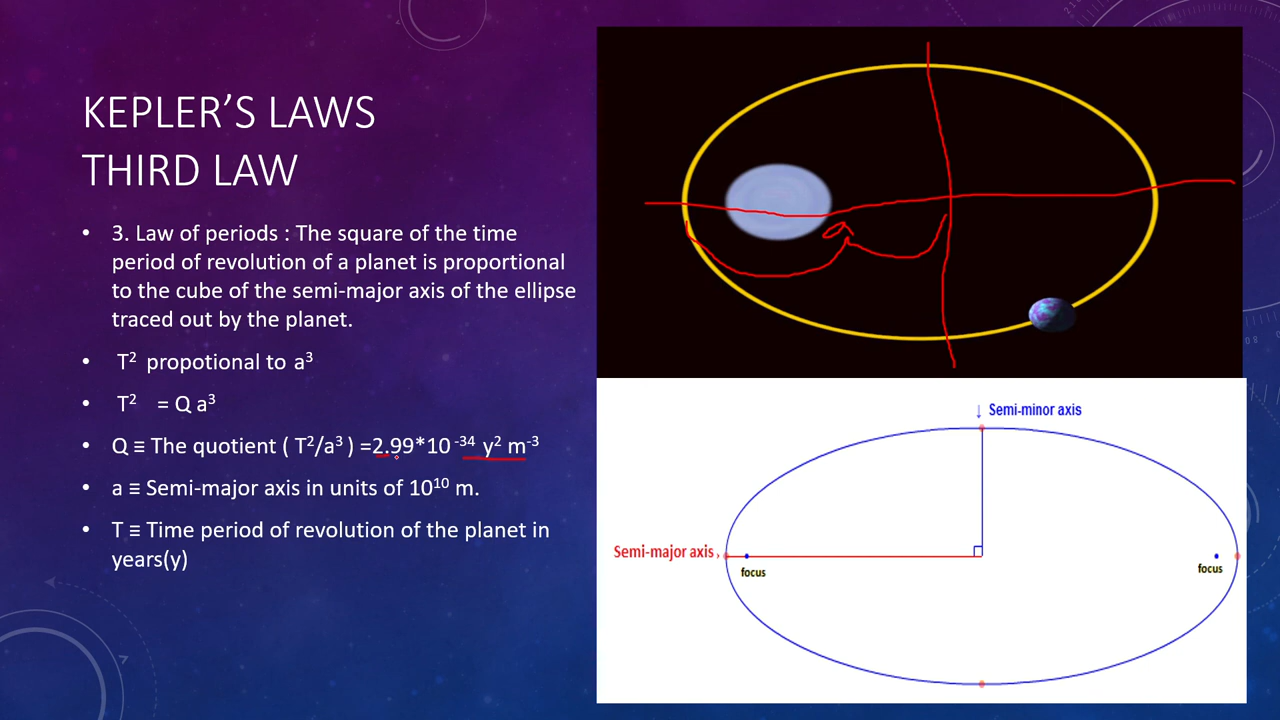 KEPLER’S LAWS
THIRD LAW
• 3. Law of periods : The square of the time
period of revolution of a planet is proportional
to the cube of the semi-major axis of the ellipse
traced out by the planet.
• T² propotional to a³
• T² = Q a³
• Q ≡ The quotient ( T²/a³ ) =2.99*10⁻³⁴ y² m⁻³
• a ≡ Semi-major axis in units of 10¹⁰ m.
• T ≡ Time period of revolution of the planet in
years(y)
↓ Semi-minor axis
Semi-major axis
focus
focus